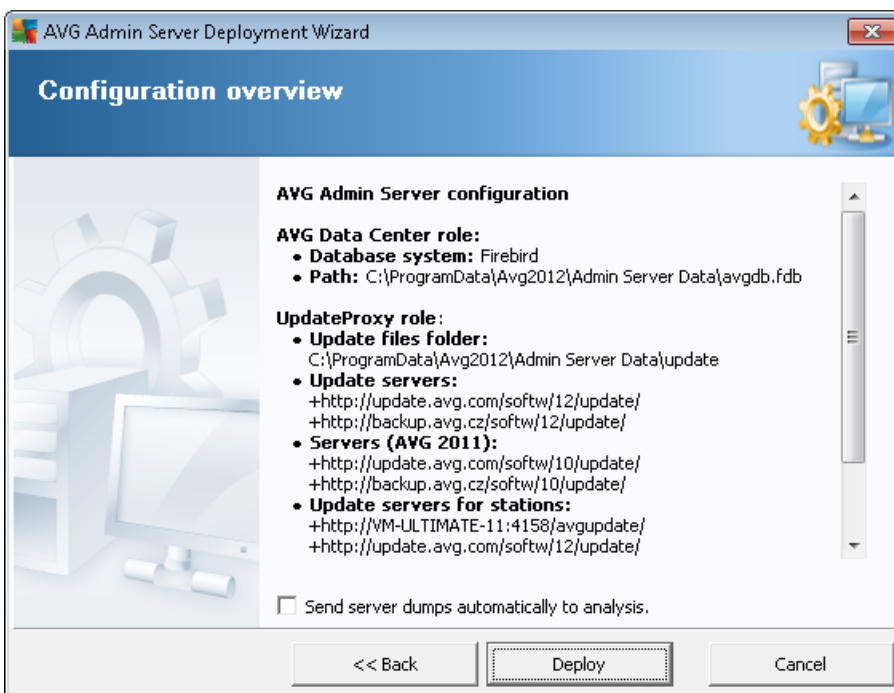 AVG Admin Server Deployment Wizard
Configuration overview
AVG Admin Server configuration
AVG Data Center role:
• Database system: Firebird
• Path: C:\ProgramData\Avg2012\Admin Server Data\avgdb.fdb
UpdateProxy role:
• Update files folder:
C:\ProgramData\Avg2012\Admin Server Data\update
• Update servers:
+http://update.avg.com/softw/12/update/
+http://backup.avg.cz/softw/12/update/
• Servers (AVG 2011):
+http://update.avg.com/softw/10/update/
+http://backup.avg.cz/softw/10/update/
• Update servers for stations:
+http://VM-ULTIMATE-11:4158/avgupdate/
+http://update.avg.com/softw/12/update/
Send server dumps automatically to analysis.
<< Back
Deploy
Cancel